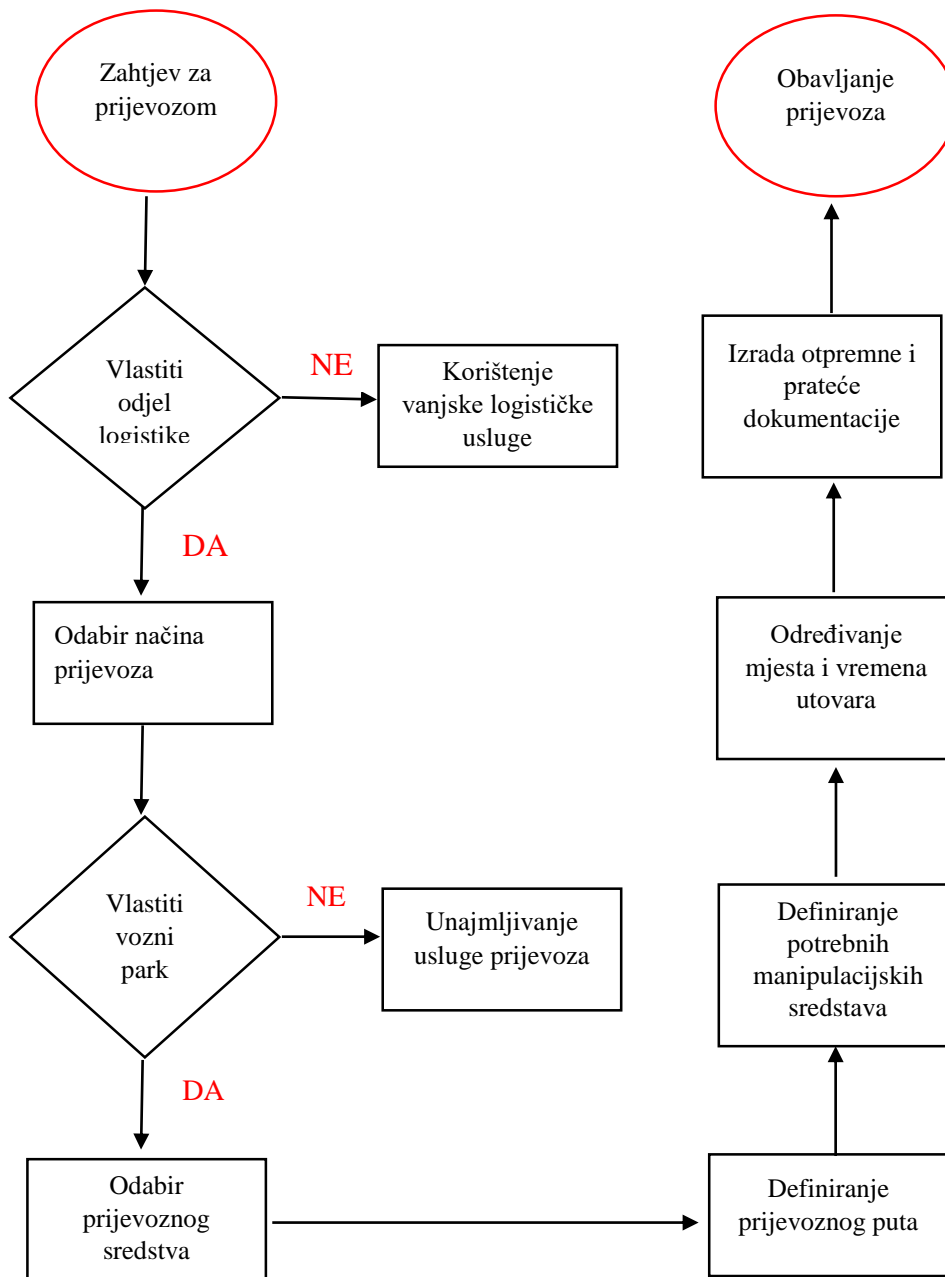 Zahtjev za
prijevozom
Vlastiti
odjel
logistike
NE
Korištenje
vanjske logističke
usluge
DA
Odabir načina
prijevoza
Vlastiti
vozni
park
NE
Unajmljivanje
usluge prijevoza
DA
Odabir
prijevoznog
sredstva
Definiranje
prijevoznog puta
Definiranje
potrebnih
manipulacijskih
sredstava
Određivanje
mjesta i vremena
utovara
Izrada otpremne i
prateće
dokumentacije
Obavljanje
prijevoza